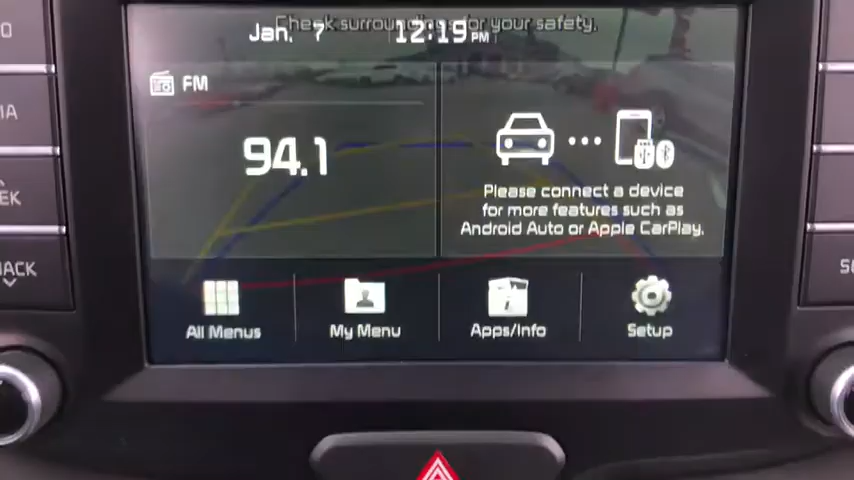 Check surroundings for your safety.
Jan. 7 12:19 PM
FM
94.1
Please connect a device
for more features such as
Android Auto or Apple CarPlay.
All Menus
My Menu
Apps/Info
Setup